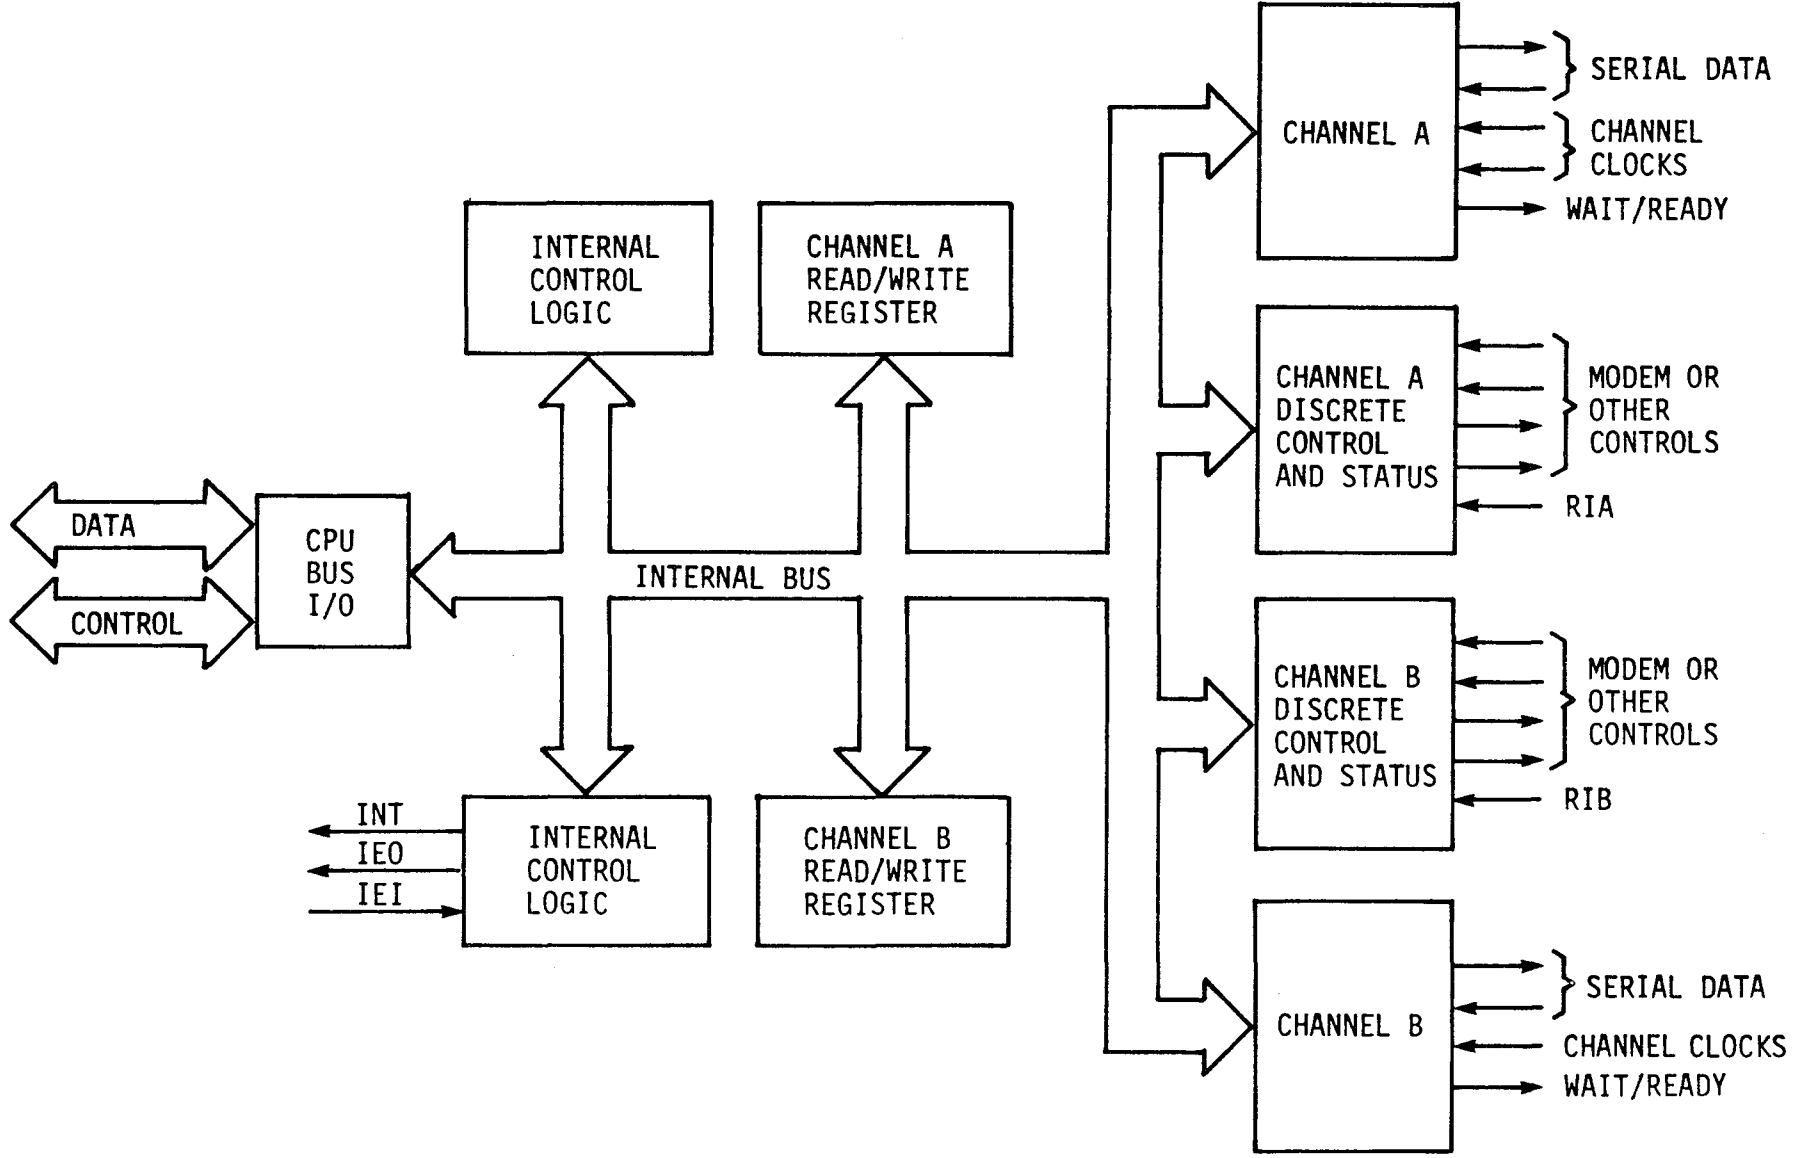 CHANNEL A
SERIAL DATA
CHANNEL
CLOCKS
WAIT/READY
INTERNAL
CONTROL
LOGIC
CHANNEL A
READ/WRITE
REGISTER
CHANNEL A
DISCRETE
CONTROL
AND STATUS
MODEM OR
OTHER
CONTROLS
RIA
DATA
CONTROL
CPU
BUS
I/O
INTERNAL BUS
CHANNEL B
DISCRETE
CONTROL
AND STATUS
MODEM OR
OTHER
CONTROLS
RIB
INT
IEO
IEI
INTERNAL
CONTROL
LOGIC
CHANNEL B
READ/WRITE
REGISTER
CHANNEL B
SERIAL DATA
CHANNEL CLOCKS
WAIT/READY